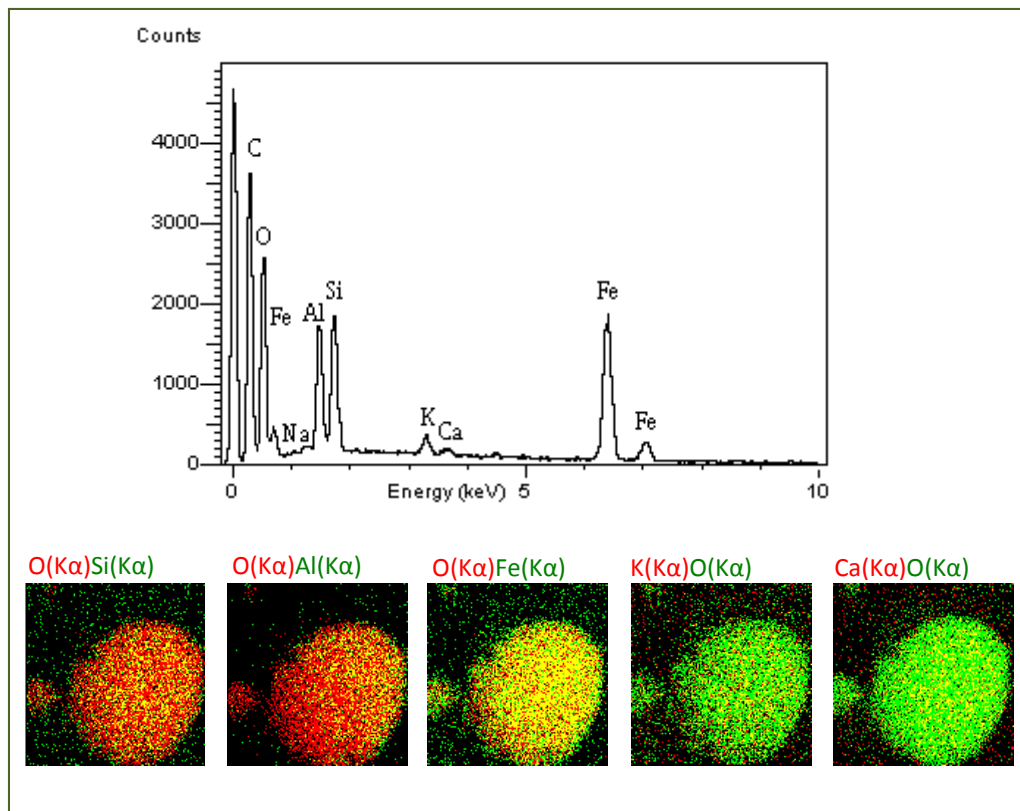 Counts
4000
C
3000
O
Si
2000
Fe
Al
Fe
1000
Na
K
Ca
Fe
0
0
Energy (keV) 5
10
O(Kα)Si(Kα)
O(Kα)Al(Kα)
O(Kα)Fe(Kα)
K(Kα)O(Kα)
Ca(Kα)O(Kα)